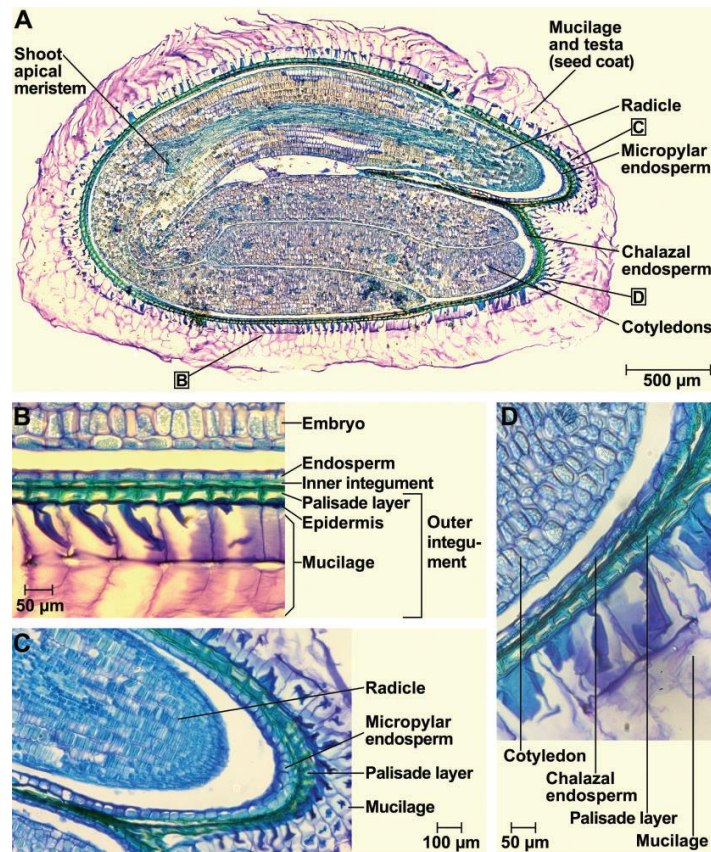 A
Shoot
apical
meristem
Mucilage
and testa
(seed coat)
Radicle
C
Micropylar
endosperm
Chalazal
endosperm
D
Cotyledons
B
500 µm
B
Embryo
Endosperm
Inner integument
Palisade layer
Epidermis
Mucilage
Outer
integu-
ment
50 µm
C
Radicle
Micropylar
endosperm
Palisade layer
Mucilage
100 µm
D
Cotyledon
Chalazal
endosperm
Palisade layer
Mucilage
50 µm